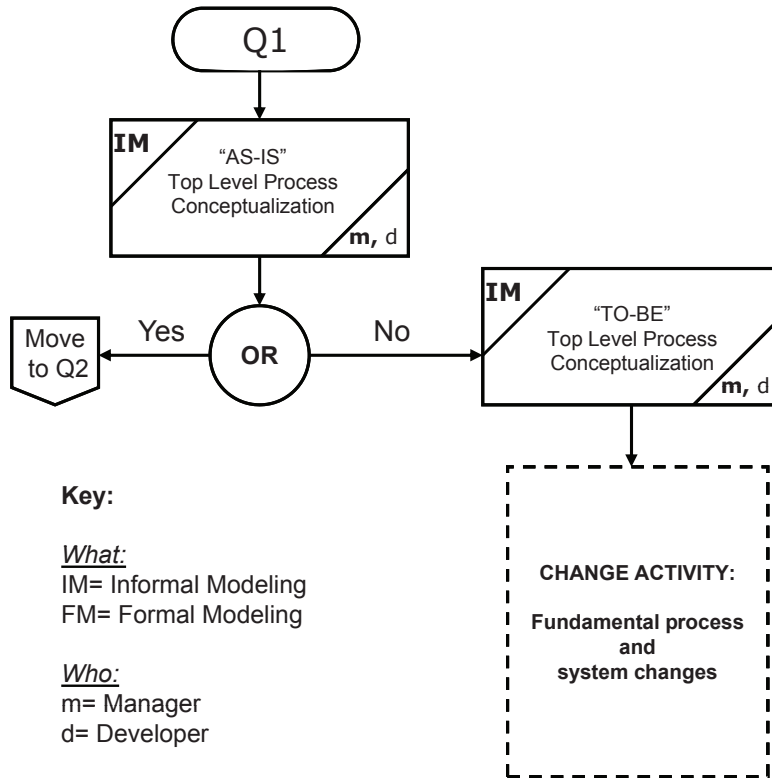 Q1
IM
“AS-IS”
Top Level Process
Conceptualization
m, d
Move
to Q2
Yes
OR
No
IM
“TO-BE”
Top Level Process
Conceptualization
m, d
Key:
What:
IM= Informal Modeling
FM= Formal Modeling
Who:
m= Manager
d= Developer
CHANGE ACTIVITY:
Fundamental process
and
system changes